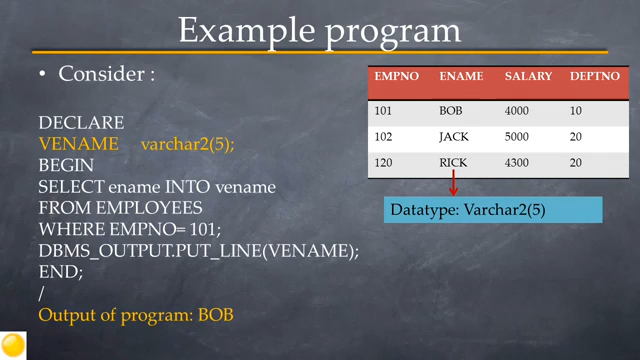 Example program
• Consider :
DECLARE
VENAME varchar2(5);
BEGIN
SELECT ename INTO vename
FROM EMPLOYEES
WHERE EMPNO= 101;
DBMS_OUTPUT.PUT_LINE(VENAME);
END;
/
Output of program: BOB
EMPNO ENAME SALARY DEPTNO
101 BOB 4000 10
102 JACK 5000 20
120 RICK 4300 20
Datatype: Varchar2(5)